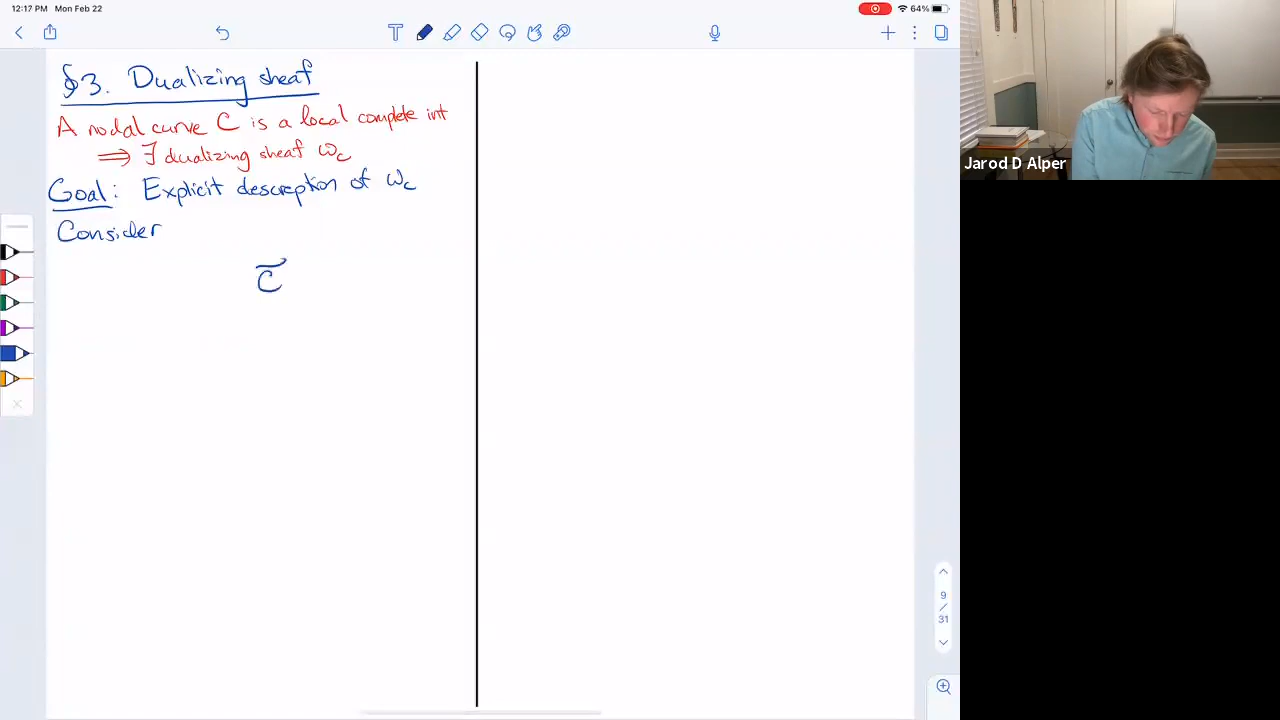 12:17 PM Mon Feb 22
64%
§3. Dualizing sheaf
A nodal curve C is a local complete int
⟹ ∃ dualizing sheaf ω_C
Goal: Explicit description of ω_C
Consider
C̃
9
/
31
Jarod D Alper